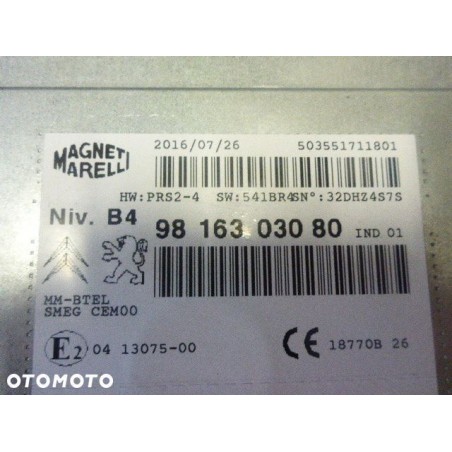 MAGNETI
MARELLI
2016/07/26 503551711801
HW:PRS2-4 SW:541BR4SN°:32DHZ4S7S
Niv. B4 98 163 030 80 IND 01
MM-BTEL
SMEG CEM00
E2 04 13075-00 CE 18770B 26
OTOMOTO
OTOMOTO